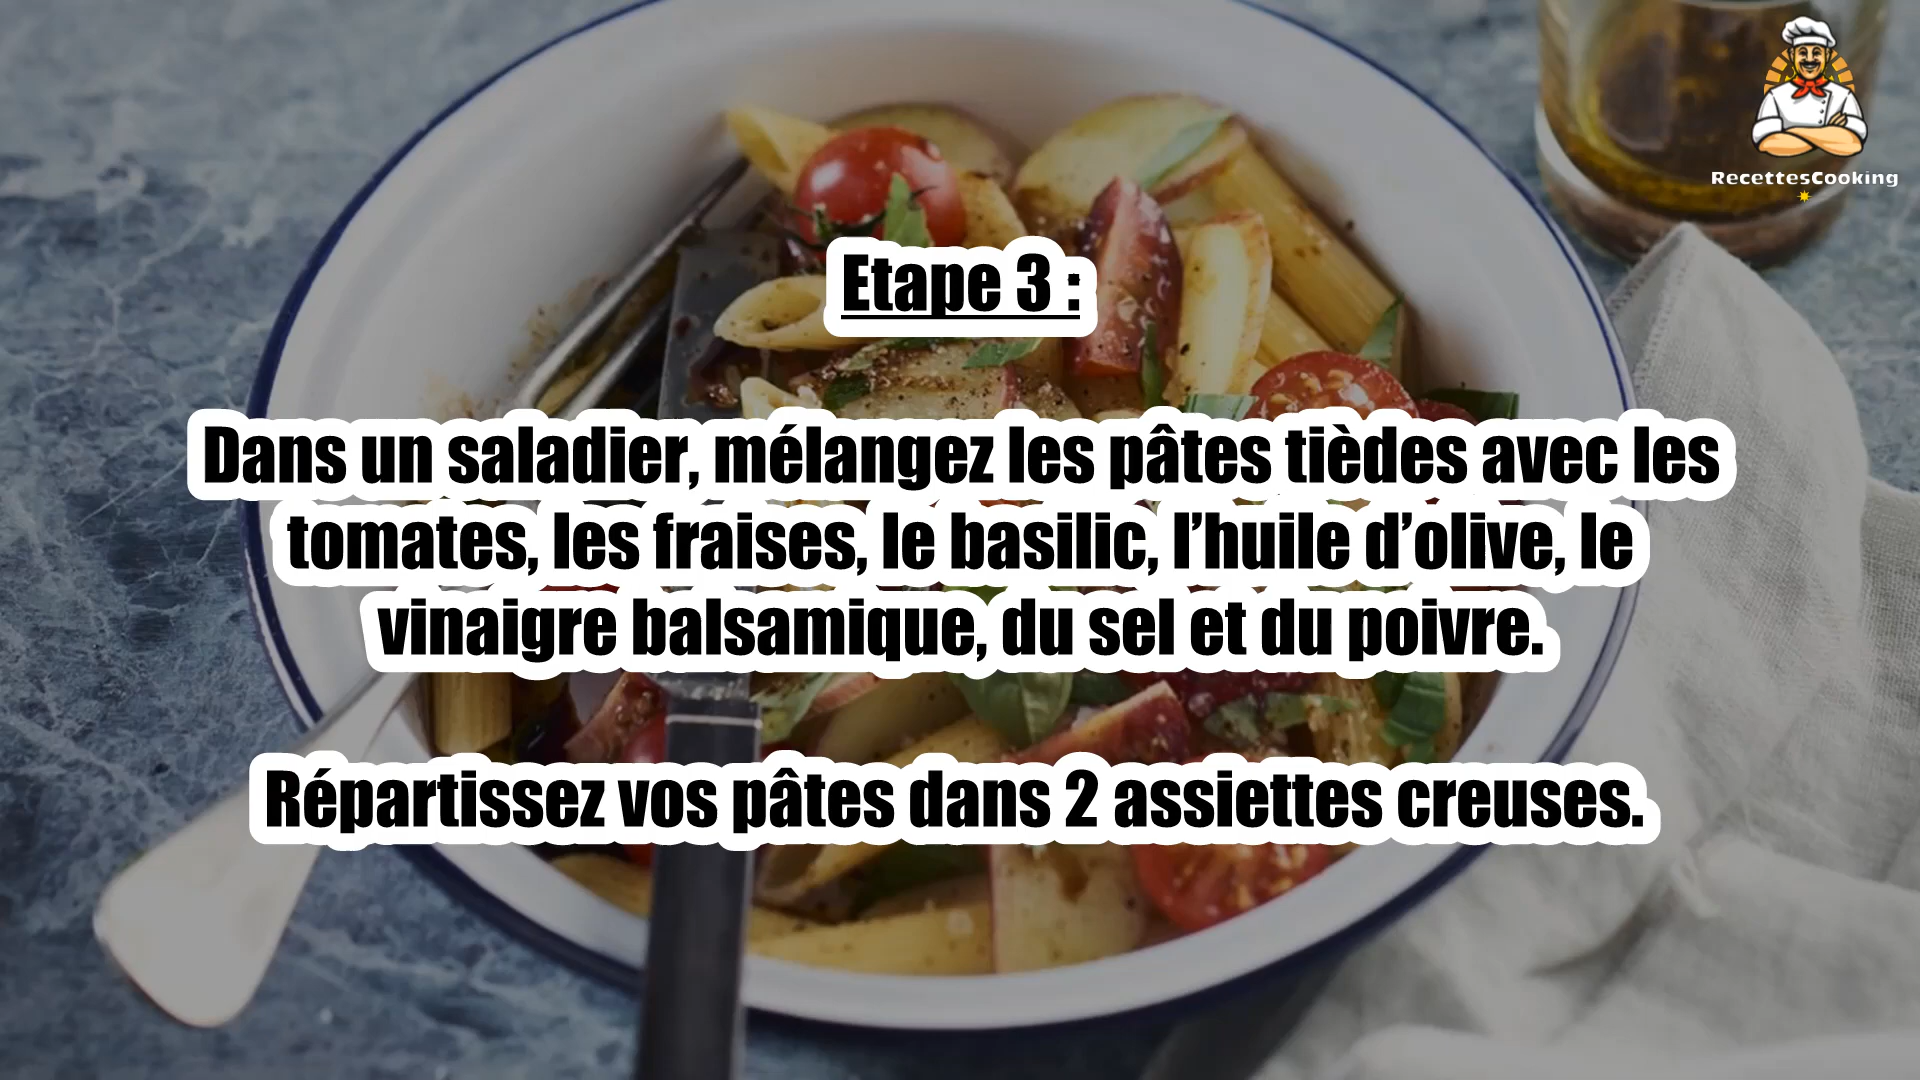 RecettesCooking
Etape 3 :
Dans un saladier, mélangez les pâtes tièdes avec les
tomates, les fraises, le basilic, l’huile d’olive, le
vinaigre balsamique, du sel et du poivre.
Répartissez vos pâtes dans 2 assiettes creuses.